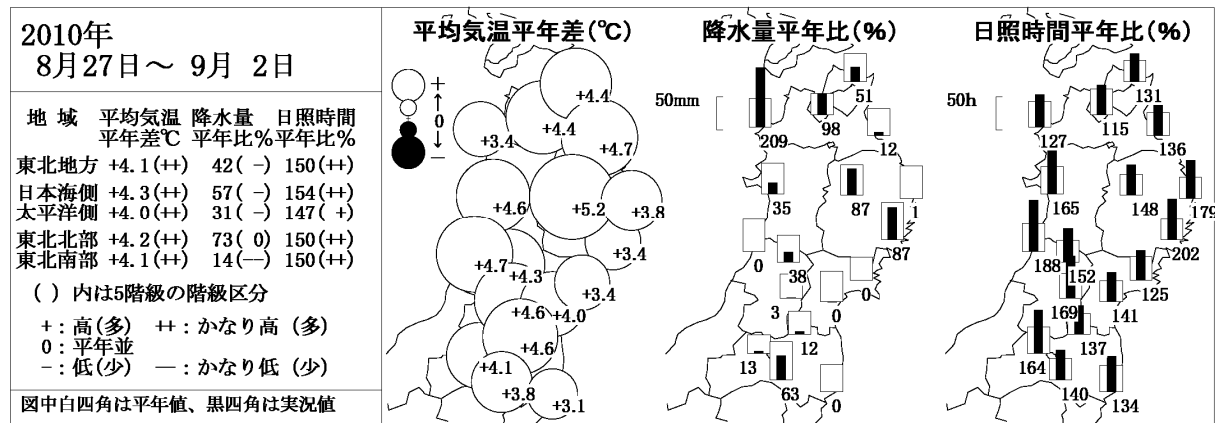 2010年
8月27日～ 9月 2日
地 域 平均気温 降水量 日照時間
平年差℃ 平年比% 平年比%
東北地方 +4.1(++) 42( -) 150(++)
日本海側 +4.3(++) 57( -) 154(++)
太平洋側 +4.0(++) 31( -) 147( +)
東北北部 +4.2(++) 73( 0) 150(++)
東北南部 +4.1(++) 14(--) 150(++)
( ) 内は5階級の階級区分
+ : 高(多) ++ : かなり高 (多)
0 : 平年並
- : 低(少) -- : かなり低 (少)
図中白四角は平年値、黒四角は実況値
平均気温平年差(℃)
+
↑
0
↓
-
+4.4
+4.4
+3.4
+4.7
+4.6
+5.2
+3.8
+3.4
+4.7
+4.3
+3.4
+4.6
+4.0
+4.6
+4.1
+3.8
+3.1
降水量平年比(%)
50mm
51
98
209
12
35
87
1
87
0
38
0
3
0
12
13
63
0
日照時間平年比(%)
50h
131
115
127
136
165
148
179
202
188
152
125
169
141
137
164
140
134